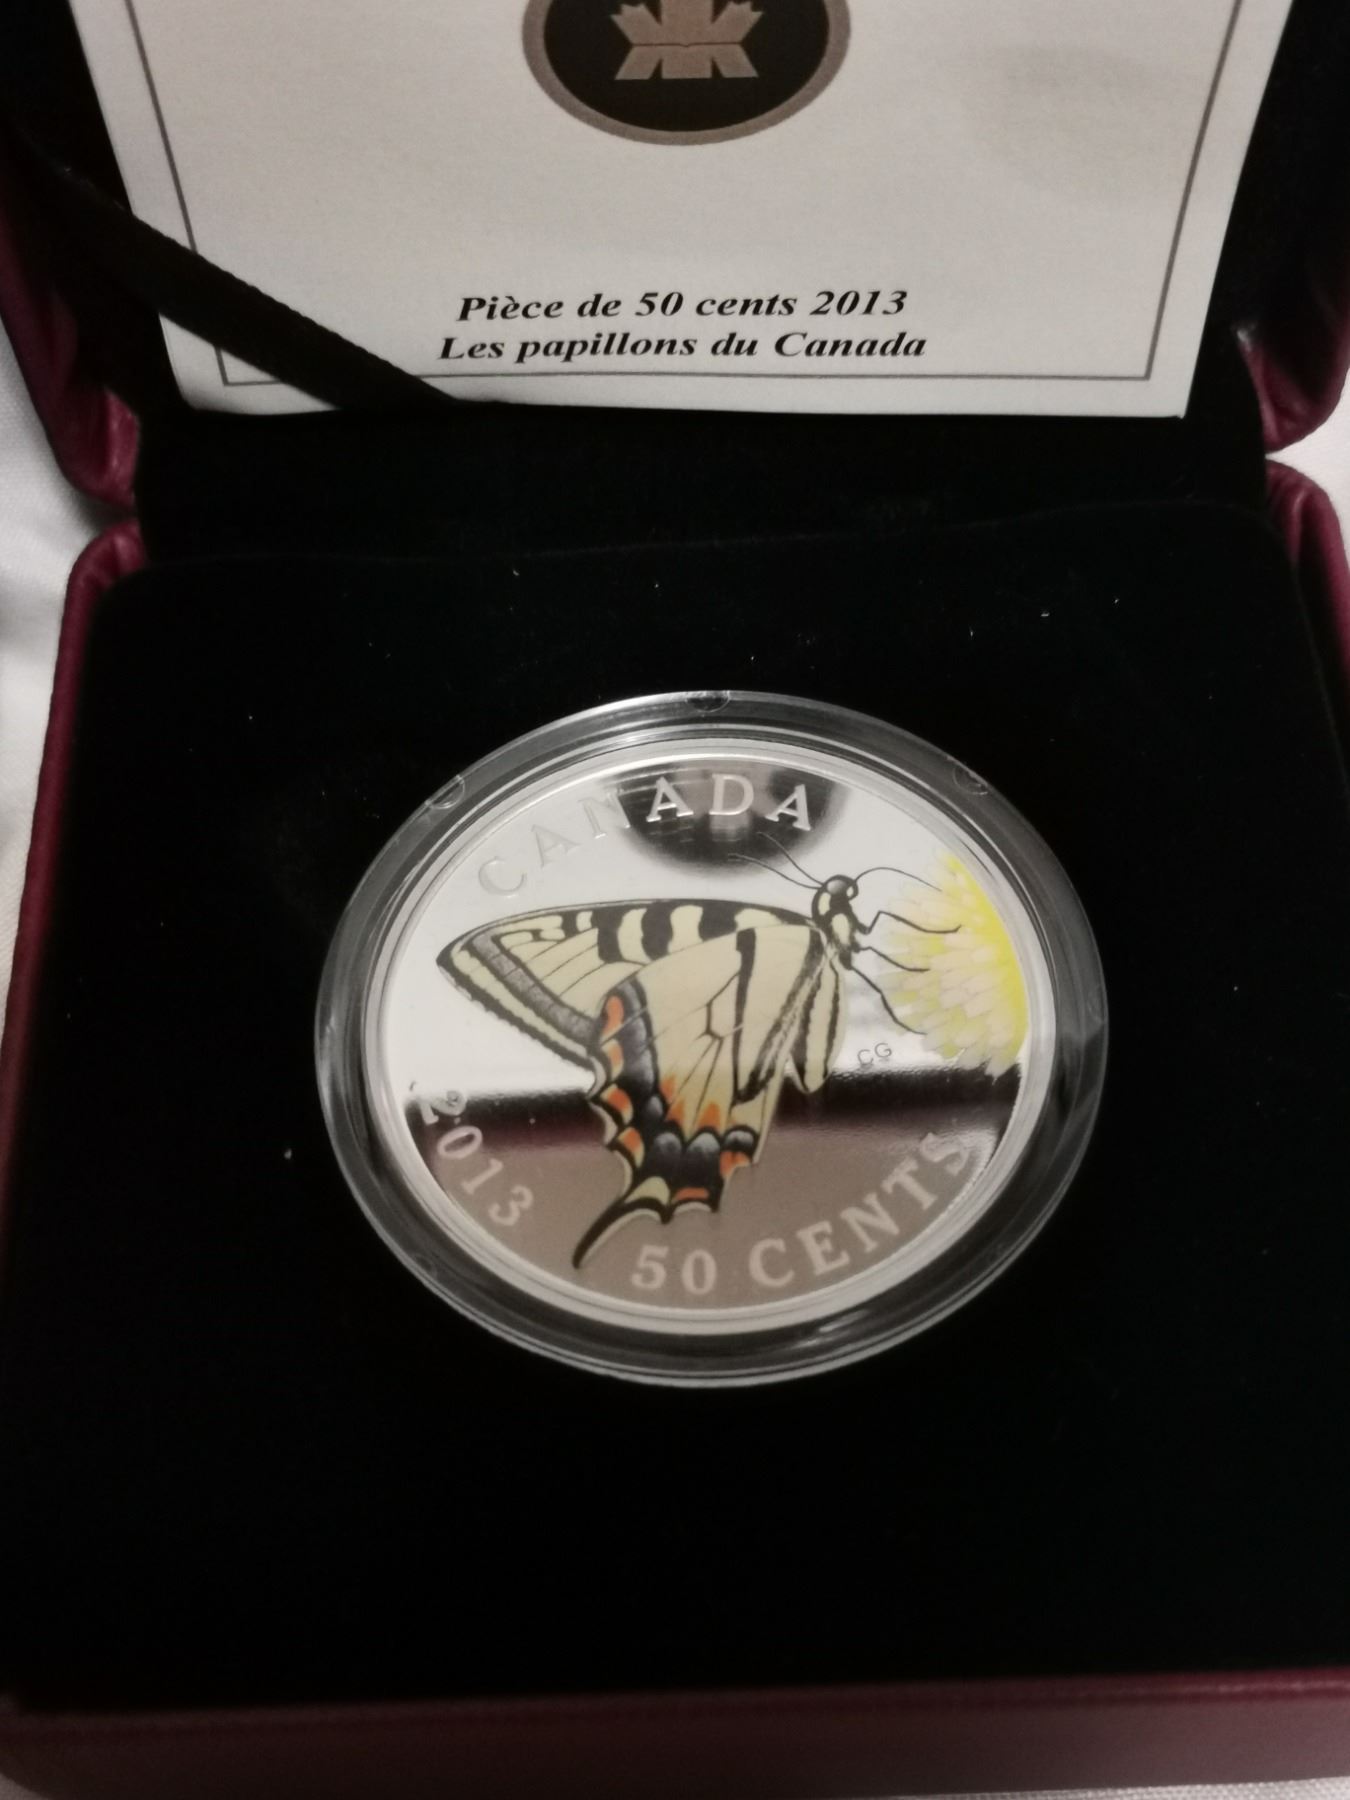 Pièce de 50 cents 2013
Les papillons du Canada
CANADA
CG
2013
50 CENTS